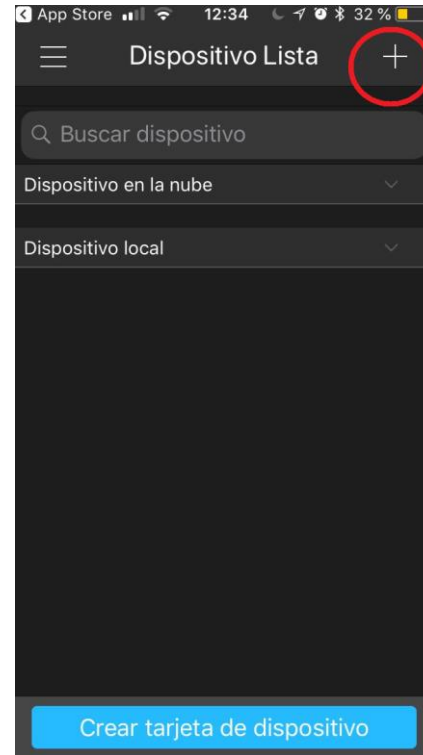 App Store 12:34 32 %
Dispositivo Lista
Buscar dispositivo
Dispositivo en la nube
Dispositivo local
Crear tarjeta de dispositivo